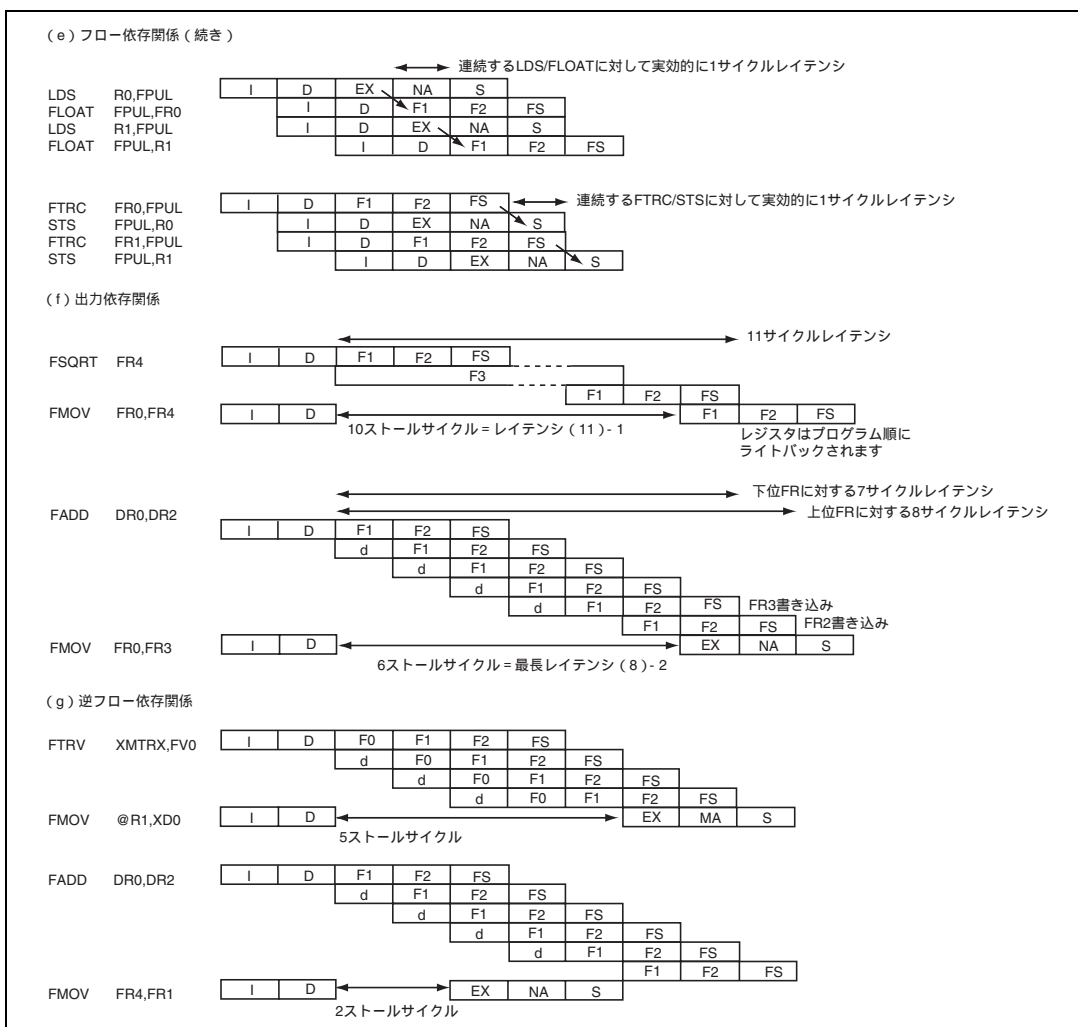 (e)フロー依存関係(続き)
連続するLDS/FLOATに対して実効的に1サイクルレイテンシ
LDS R0,FPUL I D EX NA S
FLOAT FPUL,FR0 I D F1 F2 FS
LDS R1,FPUL I D EX NA S
FLOAT FPUL,R1 I D F1 F2 FS
連続するFTRC/STSに対して実効的に1サイクルレイテンシ
FTRC FR0,FPUL I D F1 F2 FS
STS FPUL,R0 I D EX NA S
FTRC FR1,FPUL I D F1 F2 FS
STS FPUL,R1 I D EX NA S
(f)出力依存関係
11サイクルレイテンシ
FSQRT FR4 I D F1 F2 FS
F3
F1 F2 FS
FMOV FR0,FR4 I D F1 F2 FS
10ストールサイクル=レイテンシ(11)- 1
レジスタはプログラム順に
ライトバックされます
下位FRに対する7サイクルレイテンシ
上位FRに対する8サイクルレイテンシ
FADD DR0,DR2 I D F1 F2 FS
d F1 F2 FS
d F1 F2 FS
d F1 F2 FS
d F1 F2 FS FR3書き込み
F1 F2 FS FR2書き込み
FMOV FR0,FR3 I D EX NA S
6ストールサイクル=最長レイテンシ(8)- 2
(g)逆フロー依存関係
FTRV XMTRX,FV0 I D F0 F1 F2 FS
d F0 F1 F2 FS
d F0 F1 F2 FS
d F0 F1 F2 FS
FMOV @R1,XD0 I D EX MA S
5ストールサイクル
FADD DR0,DR2 I D F1 F2 FS
d F1 F2 FS
d F1 F2 FS
d F1 F2 FS
d F1 F2 FS
F1 F2 FS
FMOV FR4,FR1 I D EX NA S
2ストールサイクル